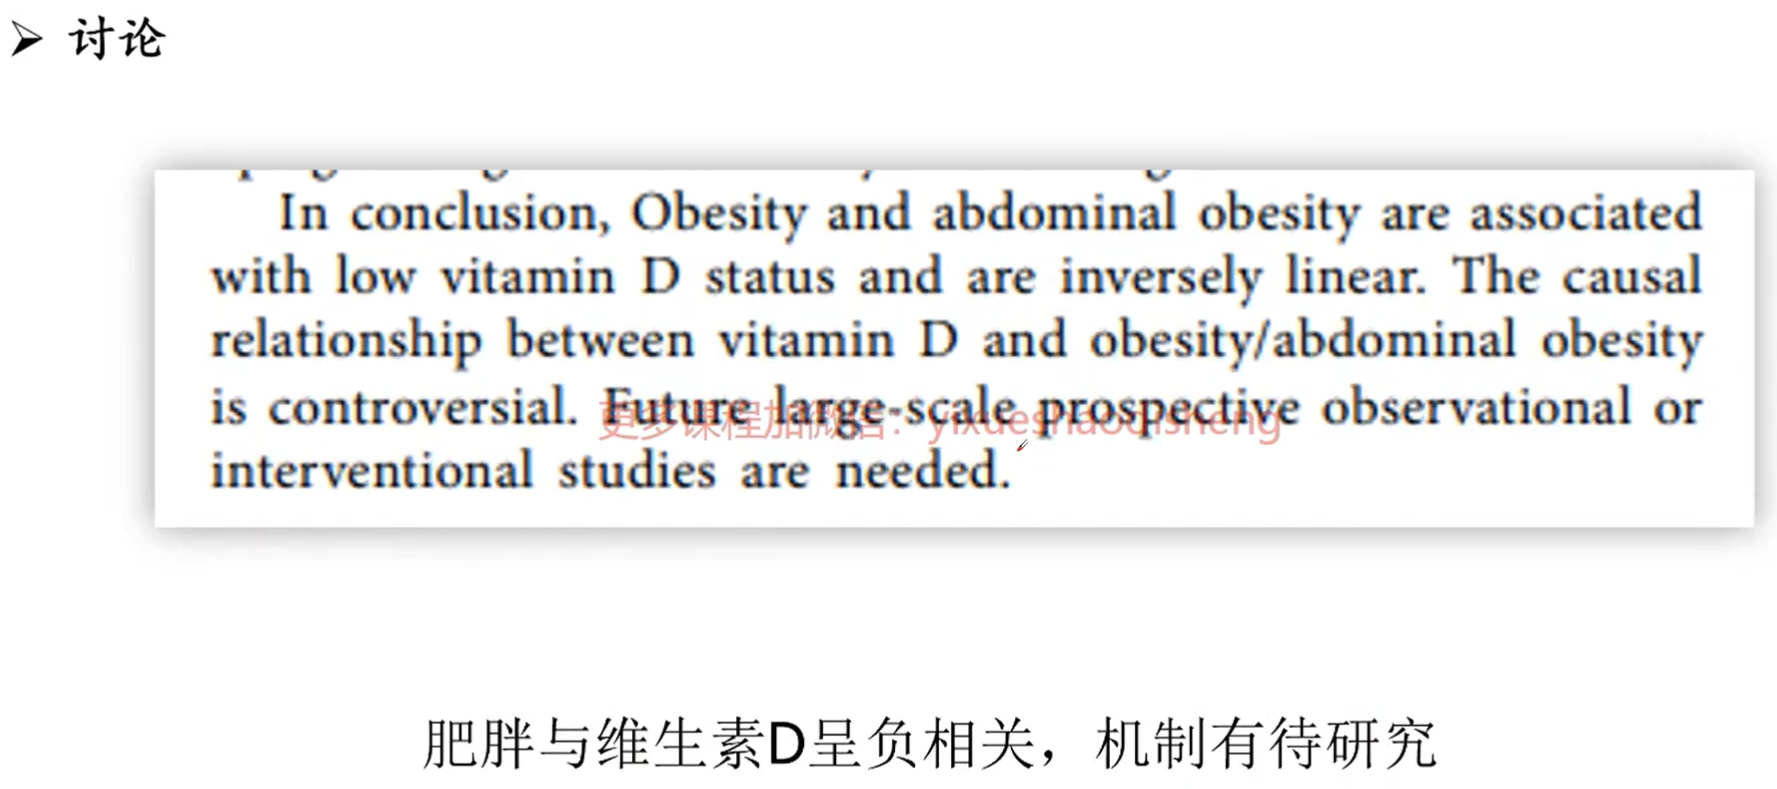 讨论
In conclusion, Obesity and abdominal obesity are associated
with low vitamin D status and are inversely linear. The causal
relationship between vitamin D and obesity/abdominal obesity
is controversial. Future large-scale prospective observational or
更多课程加微信: yixueshaodisheng
interventional studies are needed.
肥胖与维生素D呈负相关，机制有待研究